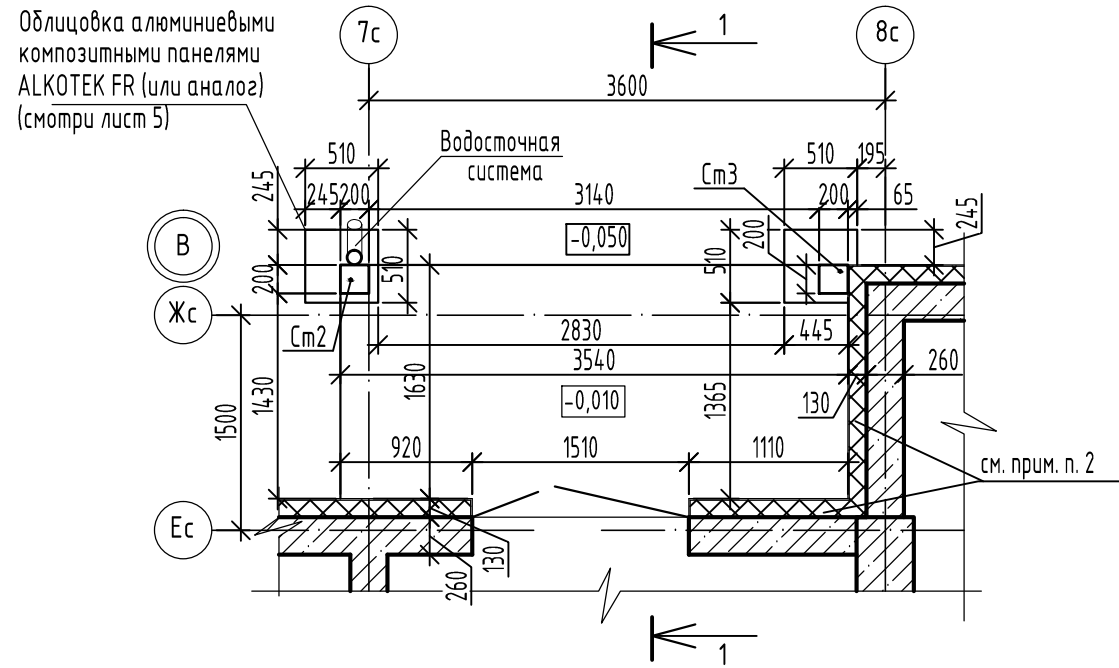 Облицовка алюминиевыми
композитными панелями
ALKOTEK FR (или аналог)
(смотри лист 5)
7с
1
8с
3600
Водосточная
система
510
245
245
200
3140
Ст3
510
195
200
65
245
В
-0,050
510
200
510
200
Жс
Ст2
2830
445
3540
260
1430
1630
-0,010
1365
130
1500
920
1510
1110
см. прим. п. 2
Ес
130
260
1